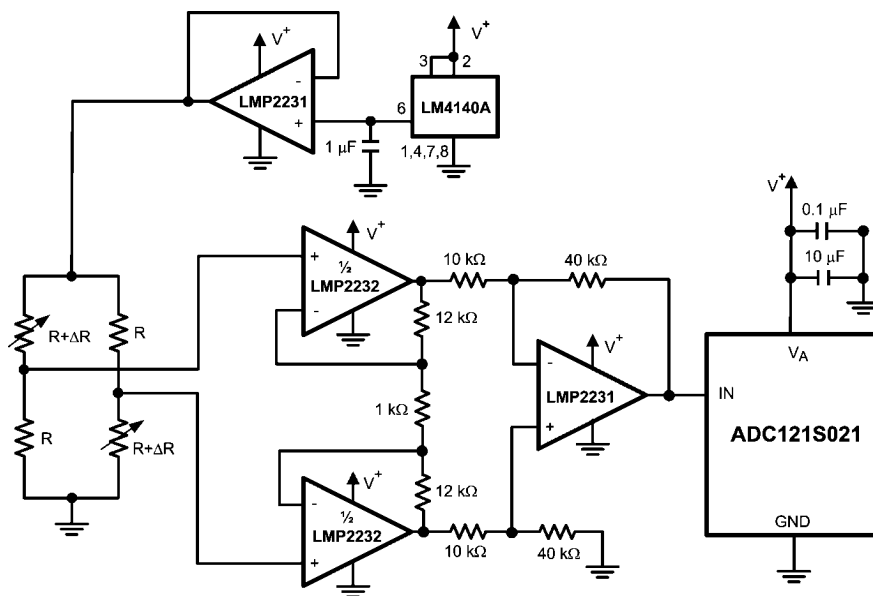 V+
V+
3
2
-
LMP2231
+
6
LM4140A
1 µF
1,4,7,8
V+
0.1 µF
10 µF
V+
10 kΩ
40 kΩ
+
½
LMP2232
-
12 kΩ
R+ΔR
R
V+
VA
-
LMP2231
+
IN
ADC121S021
1 kΩ
R
R+ΔR
V+
12 kΩ
-
½
LMP2232
+
10 kΩ
40 kΩ
GND